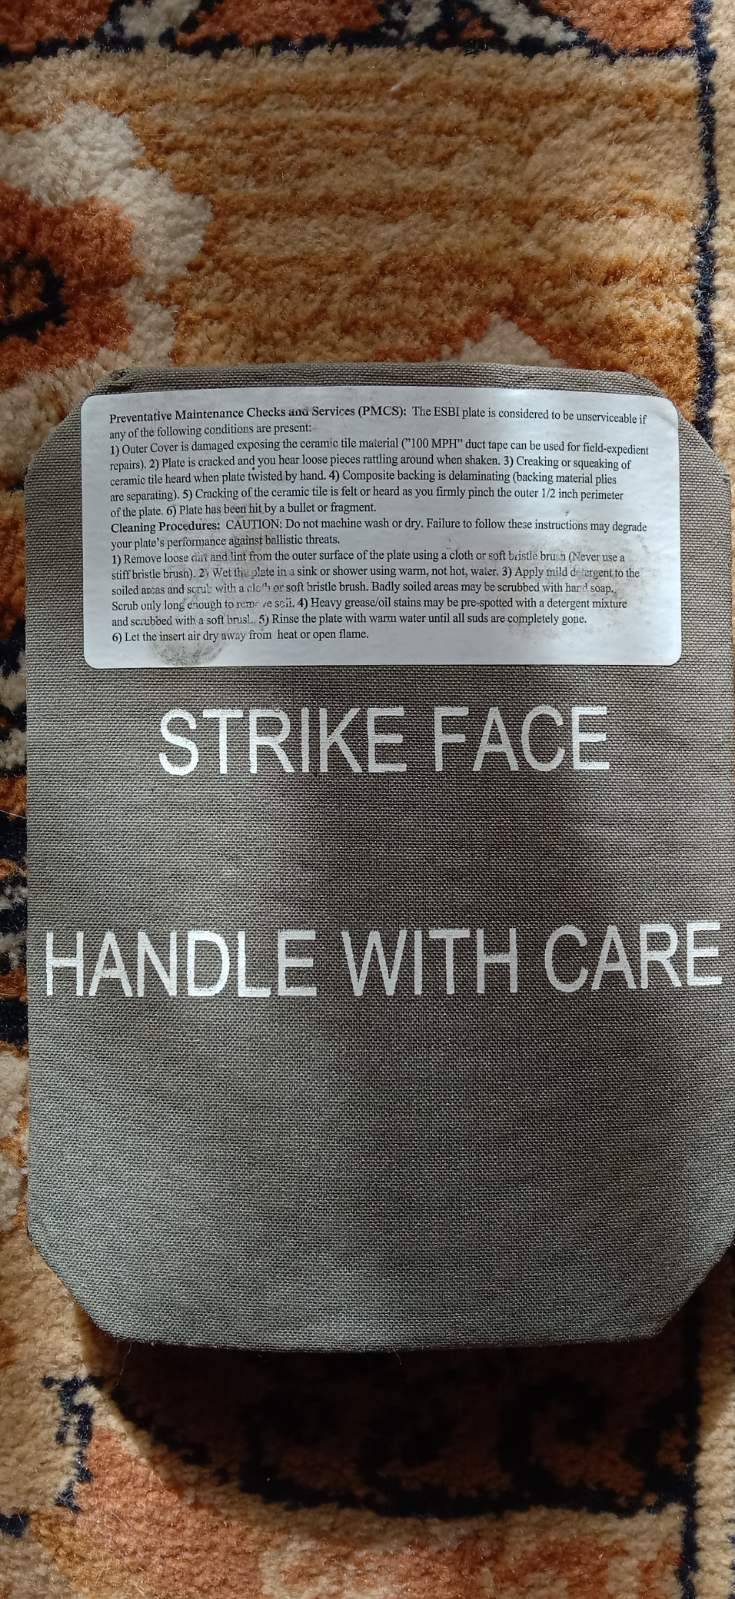 Preventative Maintenance Checks and Services (PMCS): The ESBI plate is considered to be unserviceable if
any of the following conditions are present:
1) Outer Cover is damaged exposing the ceramic tile material ("100 MPH" duct tape can be used for field-expedient
repairs). 2) Plate is cracked and you hear loose pieces rattling around when shaken. 3) Creaking or squeaking of
ceramic tile heard when plate twisted by hand. 4) Composite backing is delaminating (backing material plies
are separating). 5) Cracking of the ceramic tile is felt or heard as you firmly pinch the outer 1/2 inch perimeter
of the plate. 6) Plate has been hit by a bullet or fragment.
Cleaning Procedures: CAUTION: Do not machine wash or dry. Failure to follow these instructions may degrade
your plate's performance against ballistic threats.
1) Remove loose dirt and lint from the outer surface of the plate using a cloth or soft bristle brush (Never use a
stiff bristle brush). 2) Wet the plate in a sink or shower using warm, not hot, water. 3) Apply mild detergent to the
soiled areas and scrub with a cloth or soft bristle brush. Badly soiled areas may be scrubbed with hard soap.
Scrub only long enough to remove soil. 4) Heavy grease/oil stains may be pre-spotted with a detergent mixture
and scrubbed with a soft brush. 5) Rinse the plate with warm water until all suds are completely gone.
6) Let the insert air dry away from heat or open flame.
STRIKE FACE
HANDLE WITH CARE